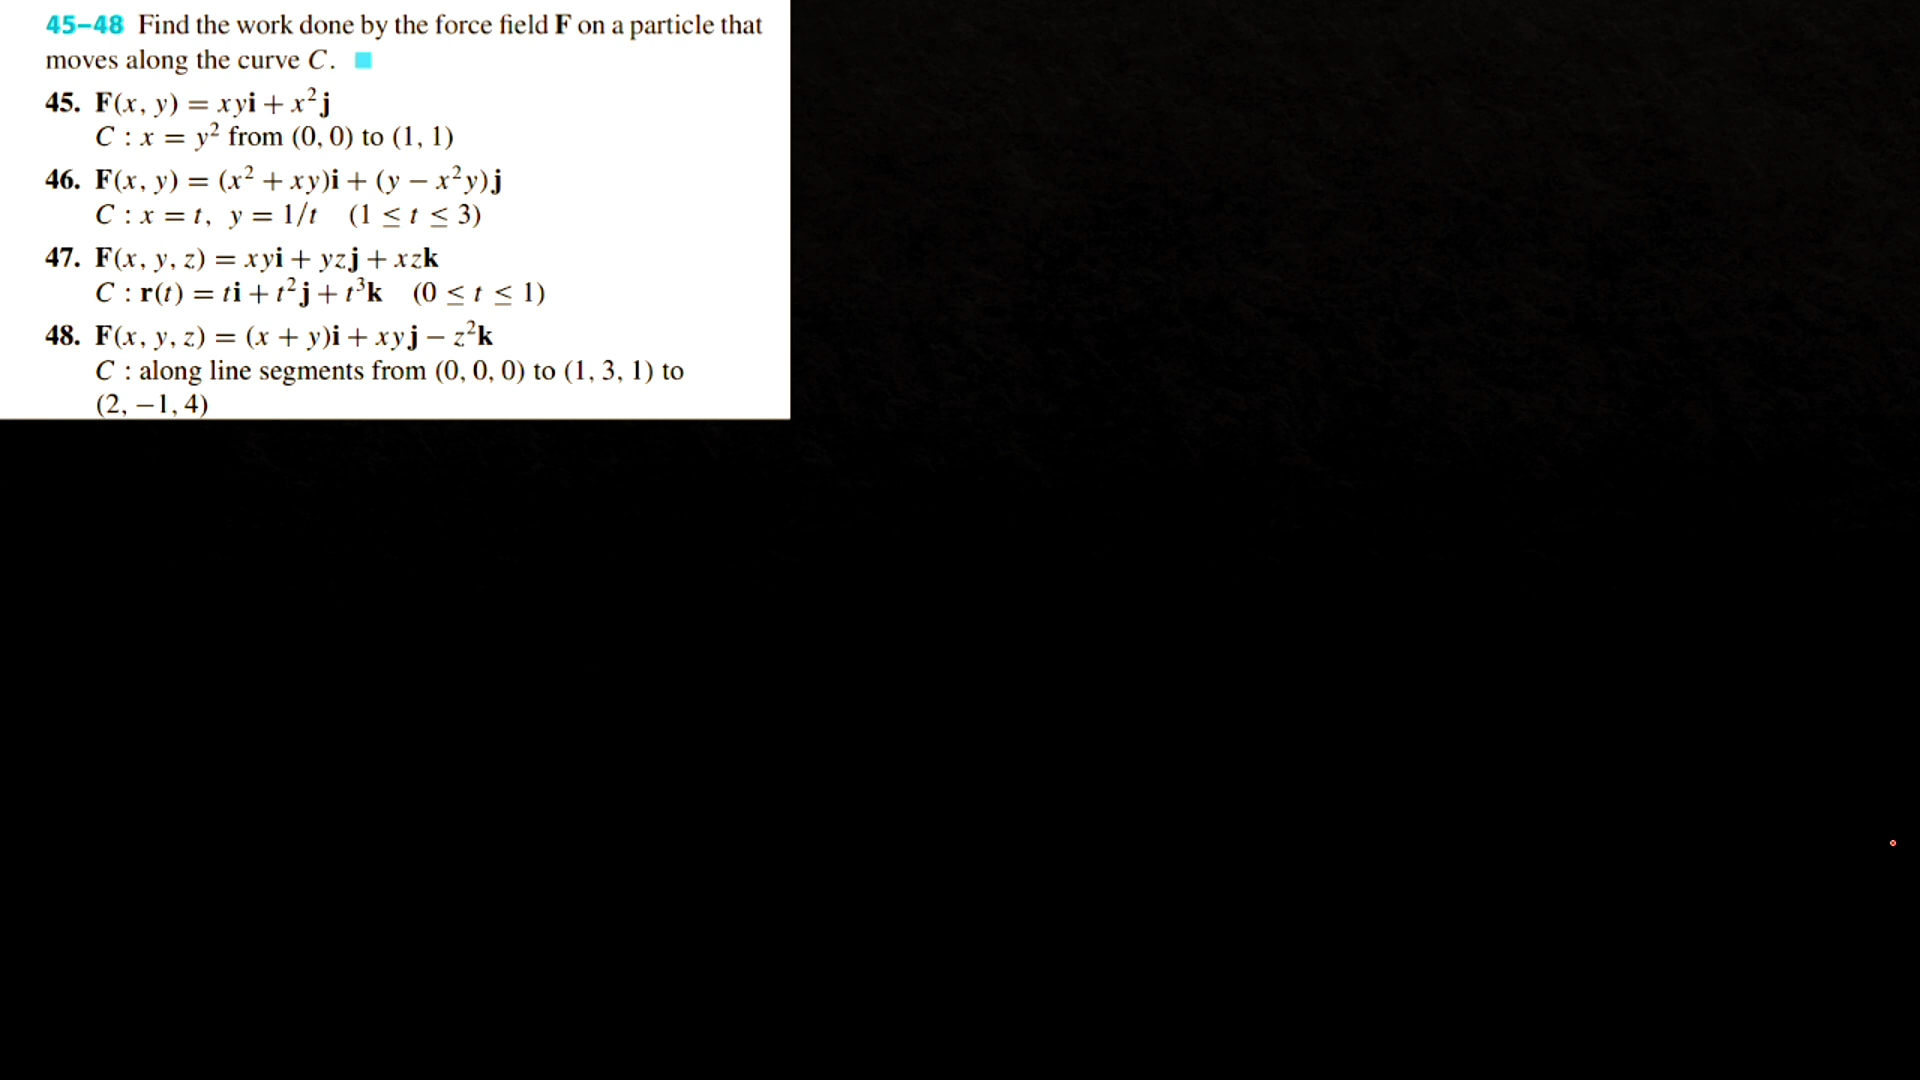 45–48 Find the work done by the force field F on a particle that
moves along the curve C.
45. F(x, y) = xyi + x²j
C : x = y² from (0, 0) to (1, 1)
46. F(x, y) = (x² + xy)i + (y − x²y)j
C : x = t, y = 1/t (1 ≤ t ≤ 3)
47. F(x, y, z) = xyi + yzj + xzk
C : r(t) = ti + t²j + t³k (0 ≤ t ≤ 1)
48. F(x, y, z) = (x + y)i + xyj − z²k
C : along line segments from (0, 0, 0) to (1, 3, 1) to
(2, −1, 4)